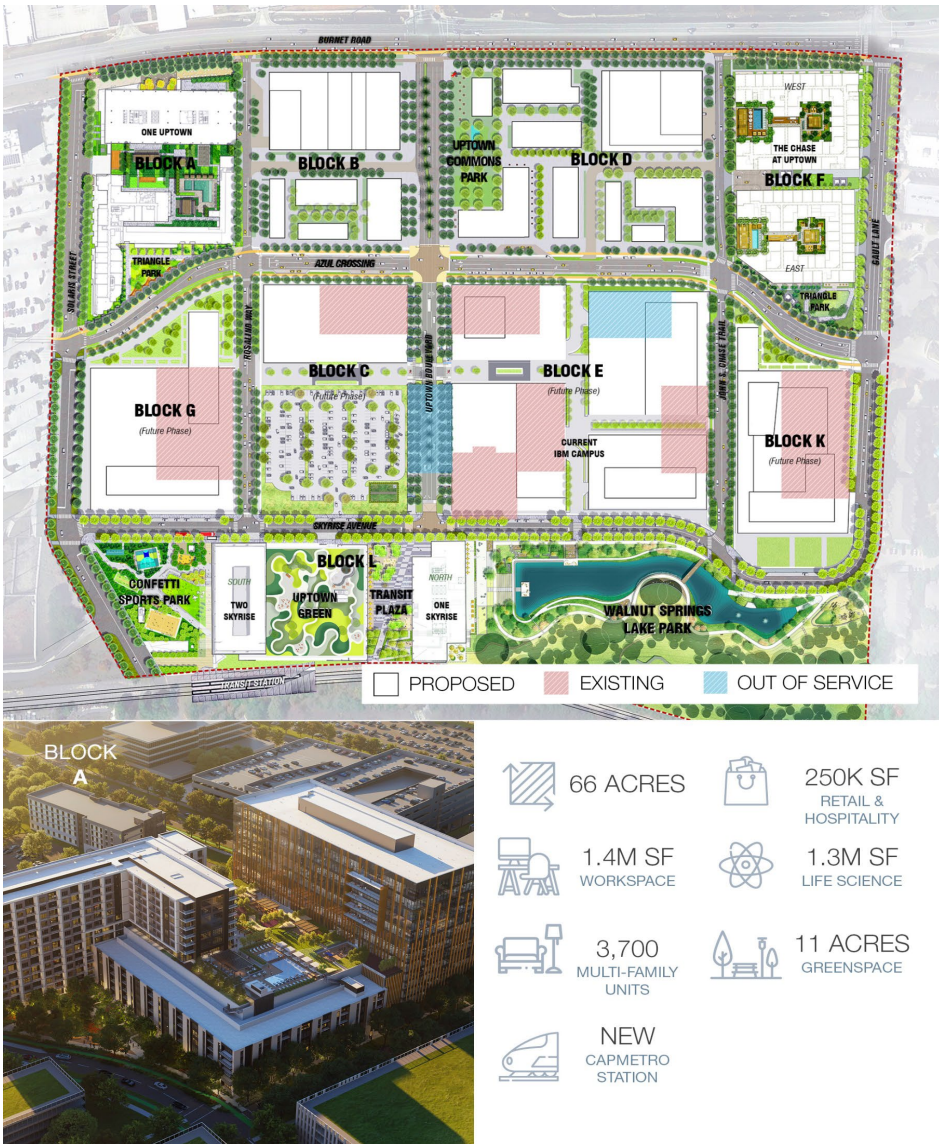 BURNET ROAD
WEST
ONE UPTOWN
BLOCK A
BLOCK B
UPTOWN
COMMONS
PARK
BLOCK D
THE CHASE
AT UPTOWN
BLOCK F
SOLARIS STREET
TRIANGLE
PARK
AZUL CROSSING
EAST
GAULT LANE
TRIANGLE
PARK
ROSALIND WAY
UPTOWN BOULEVARD
JOHN S. CHASE TRAIL
BLOCK C
(Future Phase)
BLOCK E
(Future Phase)
BLOCK G
(Future Phase)
CURRENT
IBM CAMPUS
BLOCK K
(Future Phase)
SKYRISE AVENUE
CONFETTI
SPORTS PARK
SOUTH
TWO
SKYRISE
BLOCK L
UPTOWN
GREEN
TRANSIT
PLAZA
NORTH
ONE
SKYRISE
WALNUT SPRINGS
LAKE PARK
TRANSIT STATION
PROPOSED
EXISTING
OUT OF SERVICE
BLOCK
A
66 ACRES
250K SF
RETAIL &
HOSPITALITY
1.4M SF
WORKSPACE
1.3M SF
LIFE SCIENCE
3,700
MULTI-FAMILY
UNITS
11 ACRES
GREENSPACE
NEW
CAPMETRO
STATION